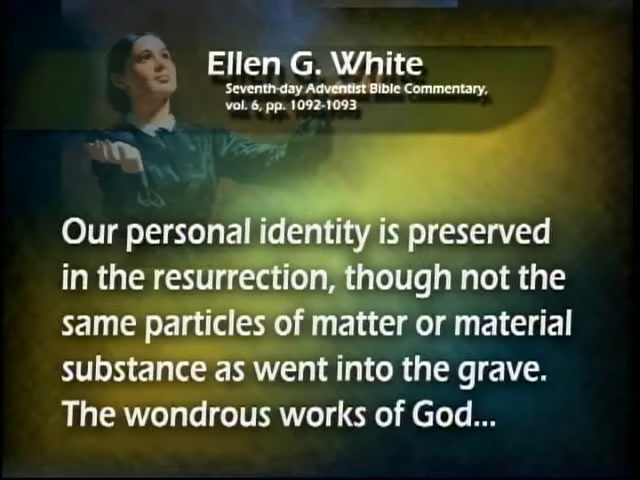 Ellen G. White
Seventh-day Adventist Bible Commentary,
vol. 6, pp. 1092-1093
Our personal identity is preserved
in the resurrection, though not the
same particles of matter or material
substance as went into the grave.
The wondrous works of God...